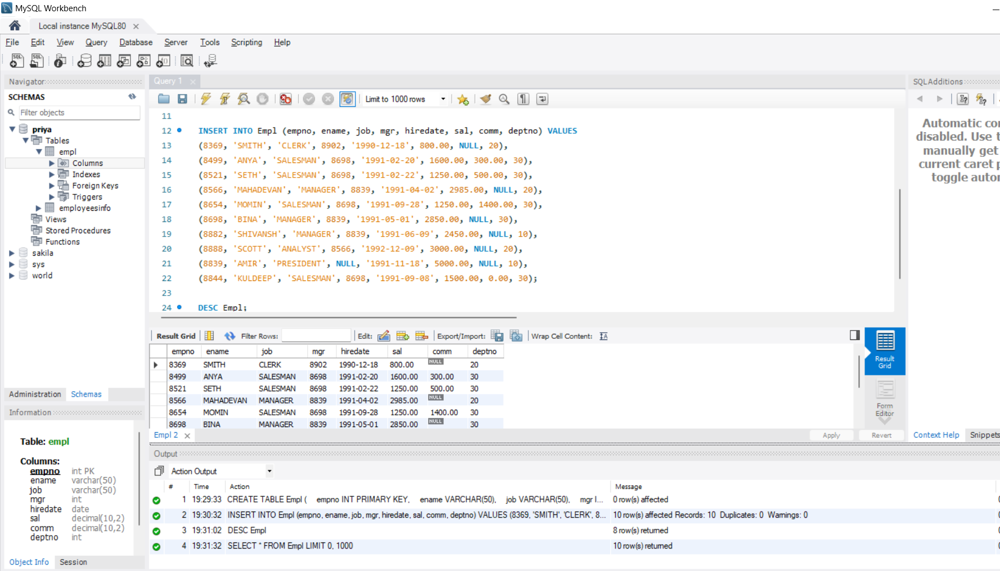 MySQL Workbench
Local instance MySQL80
File Edit View Query Database Server Tools Scripting Help
Navigator
SCHEMAS
Filter objects
priya
Tables
empl
Columns
Indexes
Foreign Keys
Triggers
employeesinfo
Views
Stored Procedures
Functions
sakila
sys
world
Administration Schemas
Information
Table: empl
Columns:
empno int PK
ename varchar(50)
job varchar(50)
mgr int
hiredate date
sal decimal(10,2)
comm decimal(10,2)
deptno int
Object Info Session
Query 1
Limit to 1000 rows
11
12 INSERT INTO Empl (empno, ename, job, mgr, hiredate, sal, comm, deptno) VALUES
13 (8369, 'SMITH', 'CLERK', 8902, '1990-12-18', 800.00, NULL, 20),
14 (8499, 'ANYA', 'SALESMAN', 8698, '1991-02-20', 1600.00, 300.00, 30),
15 (8521, 'SETH', 'SALESMAN', 8698, '1991-02-22', 1250.00, 500.00, 30),
16 (8566, 'MAHADEVAN', 'MANAGER', 8839, '1991-04-02', 2985.00, NULL, 20),
17 (8654, 'MOMIN', 'SALESMAN', 8698, '1991-09-28', 1250.00, 1400.00, 30),
18 (8698, 'BINA', 'MANAGER', 8839, '1991-05-01', 2850.00, NULL, 30),
19 (8882, 'SHIVANSH', 'MANAGER', 8839, '1991-06-09', 2450.00, NULL, 10),
20 (8888, 'SCOTT', 'ANALYST', 8566, '1992-12-09', 3000.00, NULL, 20),
21 (8839, 'AMIR', 'PRESIDENT', NULL, '1991-11-18', 5000.00, NULL, 10),
22 (8844, 'KULDEEP', 'SALESMAN', 8698, '1991-09-08', 1500.00, 0.00, 30);
23
24 DESC Empl;
Result Grid Filter Rows: Edit: Export/Import: Wrap Cell Content:
empno ename job mgr hiredate sal comm deptno
8369 SMITH CLERK 8902 1990-12-18 800.00 NULL 20
8499 ANYA SALESMAN 8698 1991-02-20 1600.00 300.00 30
8521 SETH SALESMAN 8698 1991-02-22 1250.00 500.00 30
8566 MAHADEVAN MANAGER 8839 1991-04-02 2985.00 NULL 20
8654 MOMIN SALESMAN 8698 1991-09-28 1250.00 1400.00 30
8698 BINA MANAGER 8839 1991-05-01 2850.00 NULL 30
Result
Grid
Form
Editor
Empl 2
Apply Revert
SQLAdditions
Automatic co
disabled. Use t
manually get
current caret p
toggle auto
Context Help Snippets
Output
Action Output
# Time Action Message
1 19:29:33 CREATE TABLE Empl ( empno INT PRIMARY KEY, ename VARCHAR(50), job VARCHAR(50), mgr I... 0 row(s) affected
2 19:30:32 INSERT INTO Empl (empno, ename, job, mgr, hiredate, sal, comm, deptno) VALUES (8369, 'SMITH', 'CLERK', 8... 10 row(s) affected Records: 10 Duplicates: 0 Warnings: 0
3 19:31:02 DESC Empl 8 row(s) returned
4 19:31:32 SELECT * FROM Empl LIMIT 0, 1000 10 row(s) returned